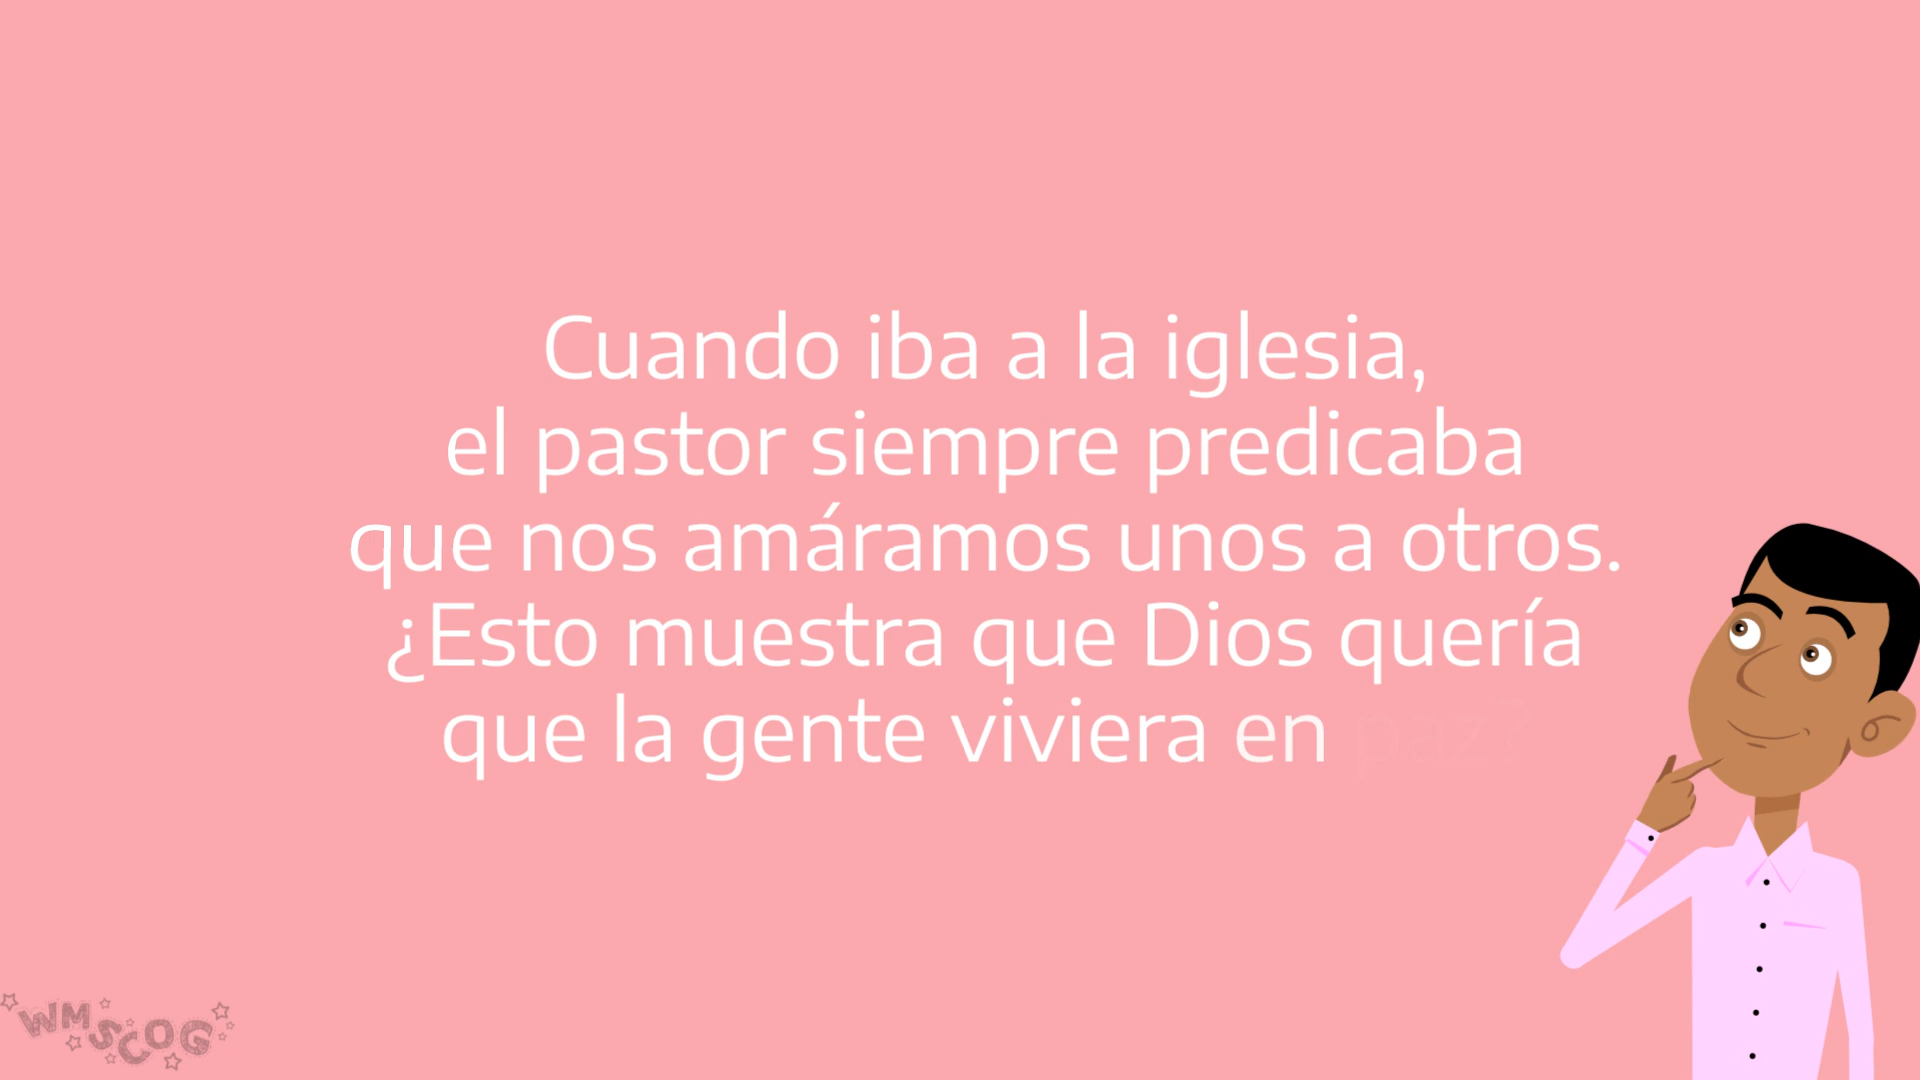 Cuando iba a la iglesia,
el pastor siempre predicaba
que nos amáramos unos a otros.
¿Esto muestra que Dios quería
que la gente viviera en paz?
WMSCOG